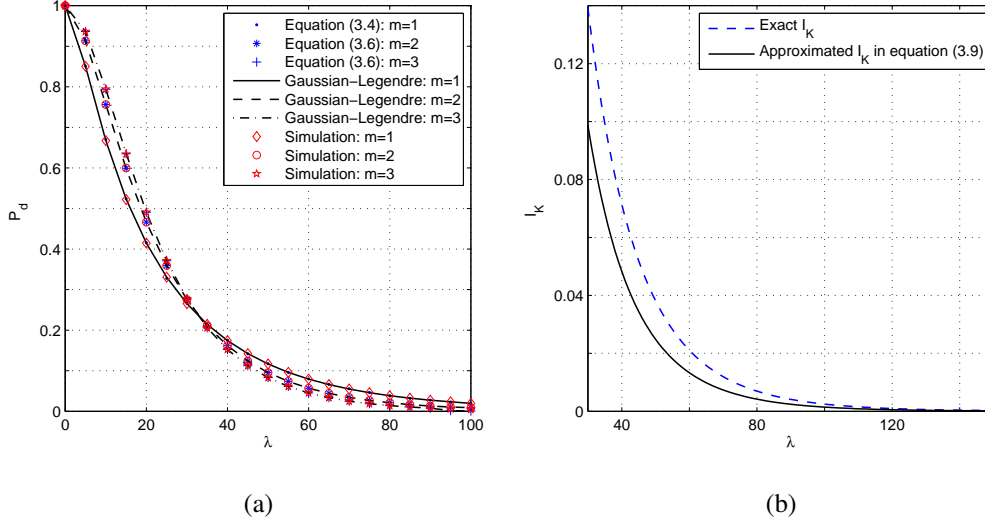 1
0.8
0.6
0.4
0.2
0
0 20 40 60 80 100
λ
P_d
Equation (3.4): m=1
Equation (3.6): m=2
Equation (3.6): m=3
Gaussian−Legendre: m=1
Gaussian−Legendre: m=2
Gaussian−Legendre: m=3
Simulation: m=1
Simulation: m=2
Simulation: m=3
(a)
0.12
0.08
0.04
0
40 60 80 100 120
λ
I_K
Exact I_K
Approximated I_K in equation (3.9)
(b)